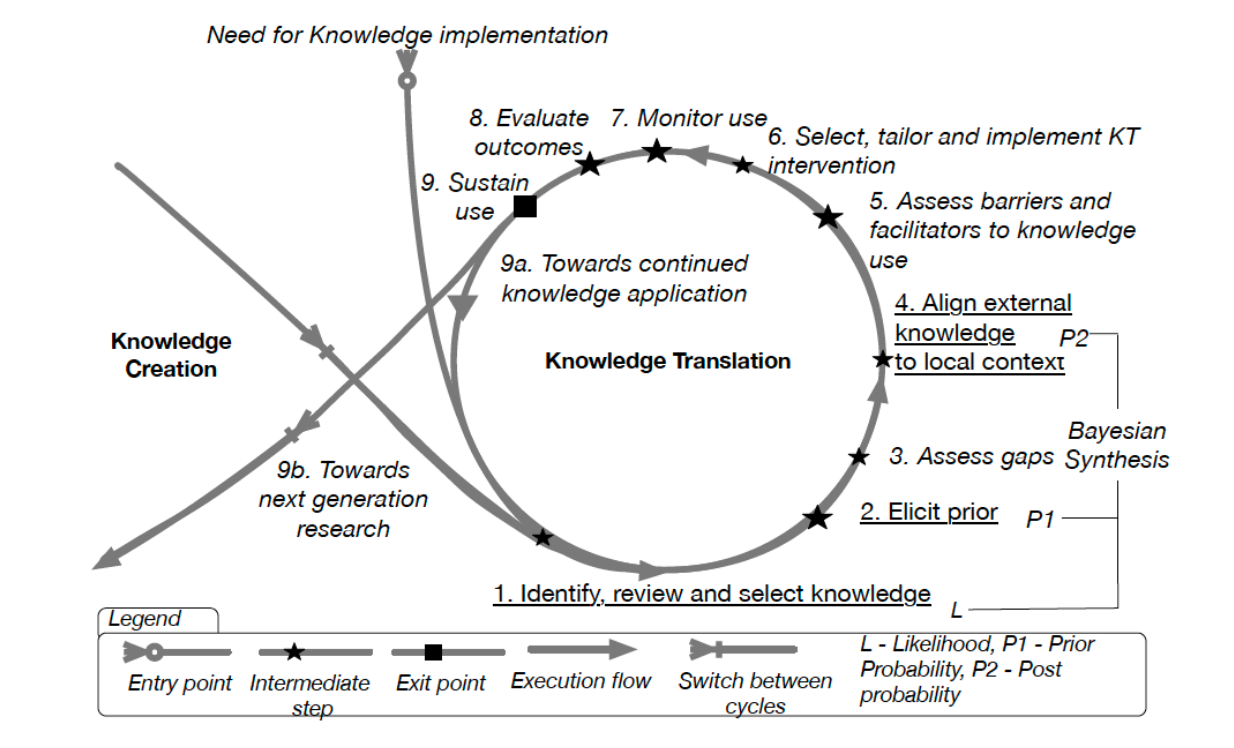 Need for Knowledge implementation
8. Evaluate
outcomes
7. Monitor use
6. Select, tailor and implement KT
intervention
9. Sustain
use
5. Assess barriers and
facilitators to knowledge
use
9a. Towards continued
knowledge application
4. Align external
knowledge
to local context
P2
Knowledge
Creation
Knowledge Translation
Bayesian
Synthesis
3. Assess gaps
9b. Towards
next generation
research
2. Elicit prior
P1
1. Identify, review and select knowledge
L
Legend
Entry point
Intermediate
step
Exit point
Execution flow
Switch between
cycles
L - Likelihood, P1 - Prior
Probability, P2 - Post
probability